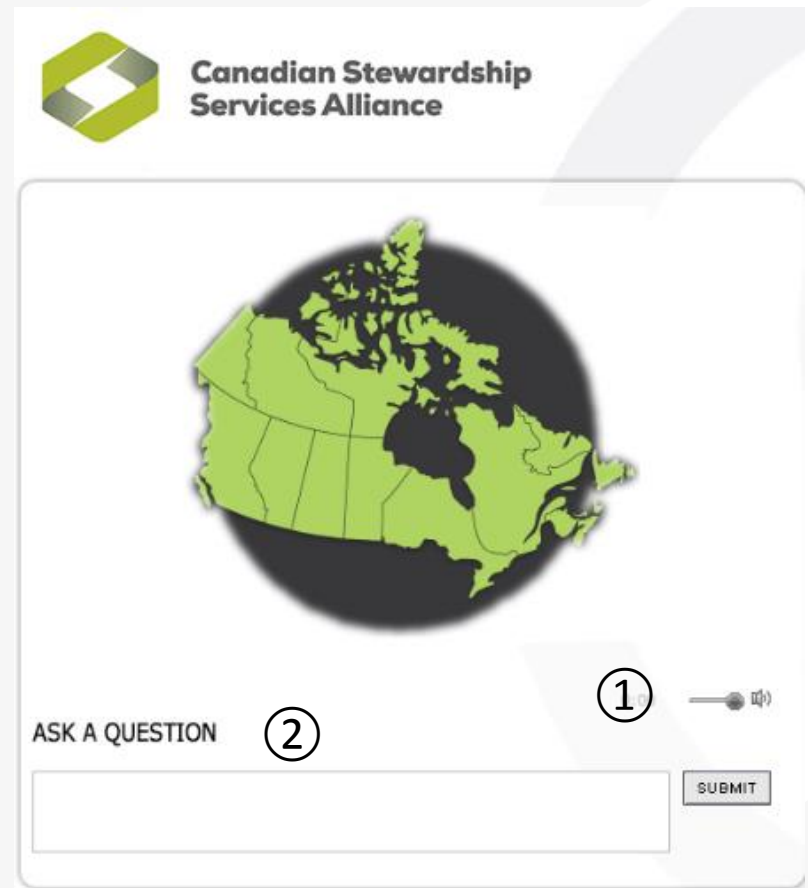 Canadian Stewardship
Services Alliance
①
ASK A QUESTION ②
SUBMIT